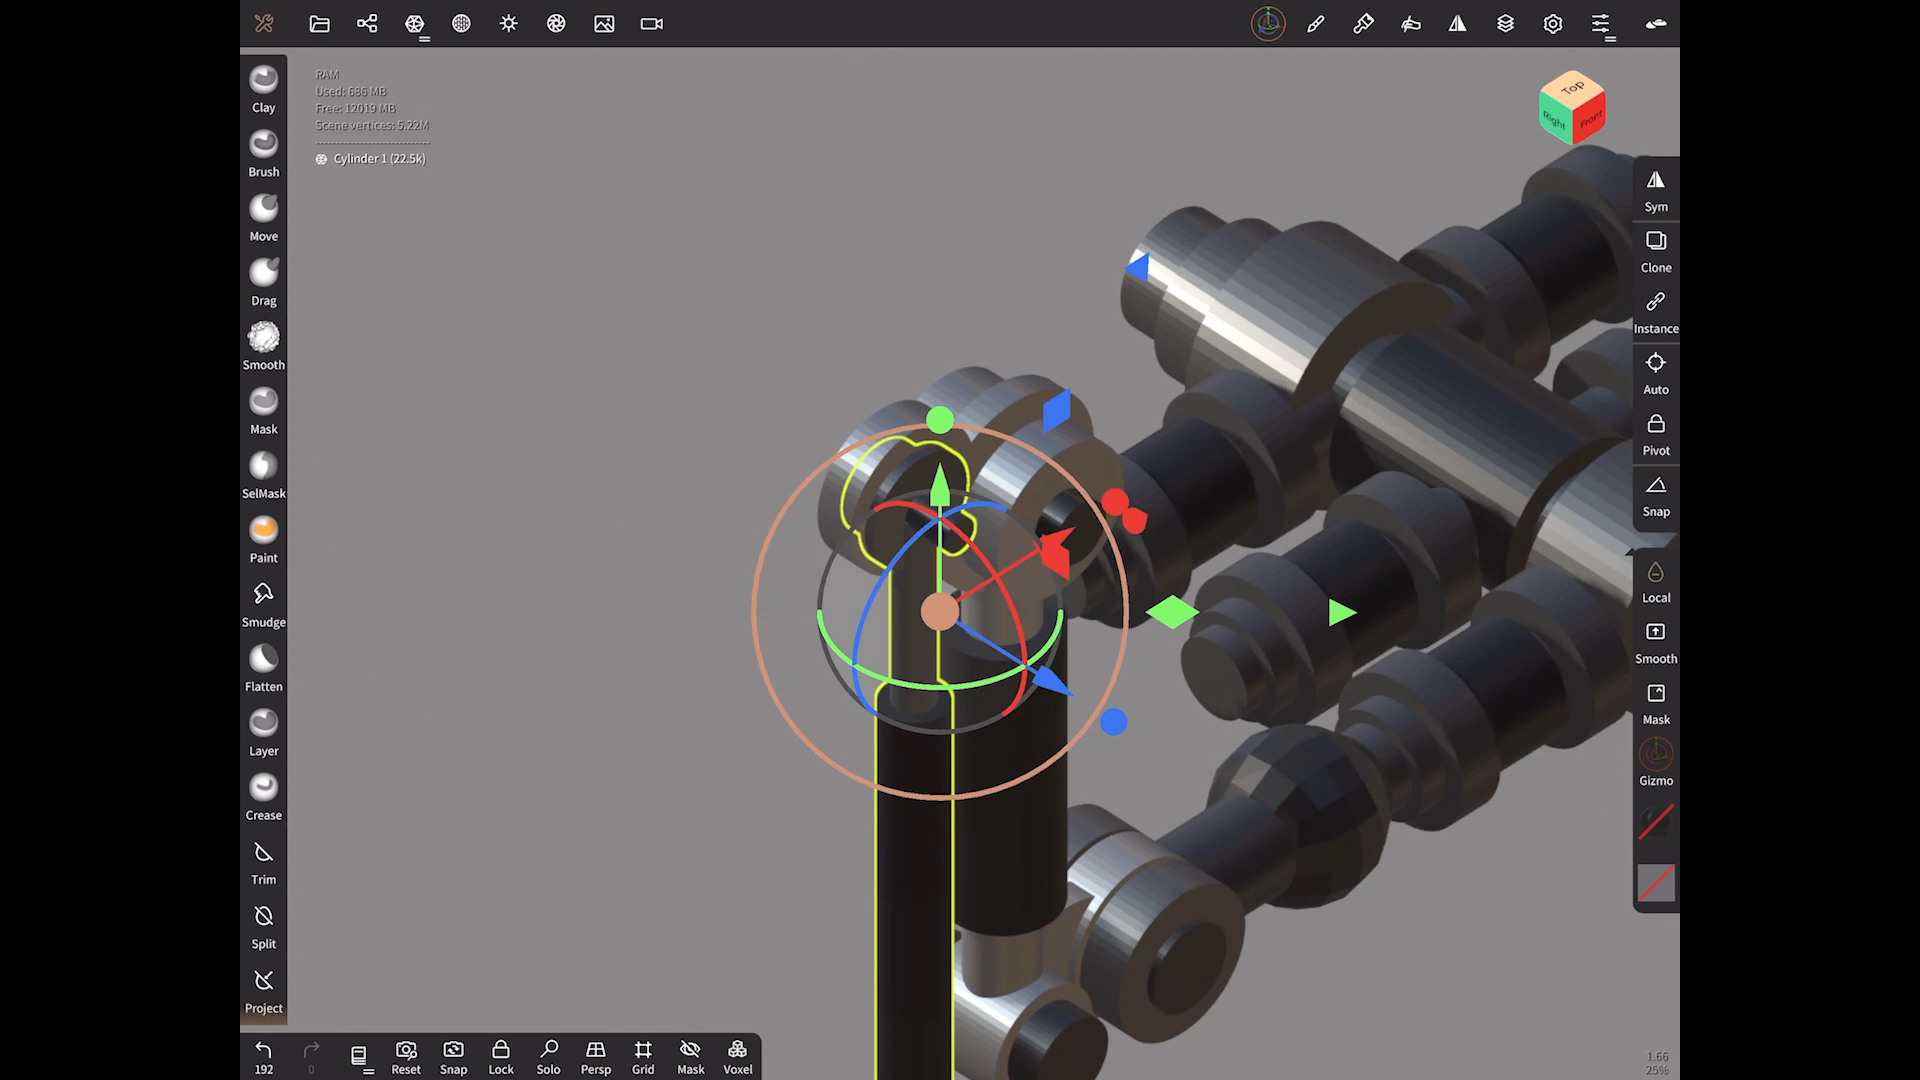 RAM
Used: 686 MB
Free: 12019 MB
Scene vertices: 5.22M
Cylinder 1 (22.5k)
Top
Right
Front
Clay
Brush
Move
Drag
Smooth
Mask
SelMask
Paint
Smudge
Flatten
Layer
Crease
Trim
Split
Project
Sym
Clone
Instance
Auto
Pivot
Snap
Local
Smooth
Mask
Gizmo
1.66
25%
192
0
Reset
Snap
Lock
Solo
Persp
Grid
Mask
Voxel